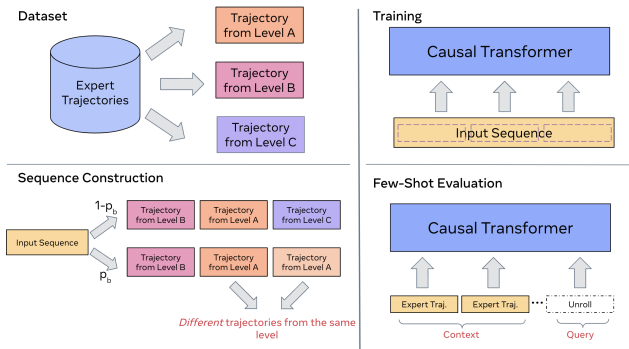 Dataset
Expert
Trajectories
Trajectory
from Level A
Trajectory
from Level B
Trajectory
from Level C
Training
Causal Transformer
Input Sequence
Sequence Construction
Input Sequence
1-pb
pb
Trajectory
from Level B
Trajectory
from Level A
Trajectory
from Level C
Trajectory
from Level B
Trajectory
from Level A
Trajectory
from Level A
Different trajectories from the same
level
Few-Shot Evaluation
Causal Transformer
Expert Traj.
Expert Traj.
•••
Unroll
Context
Query